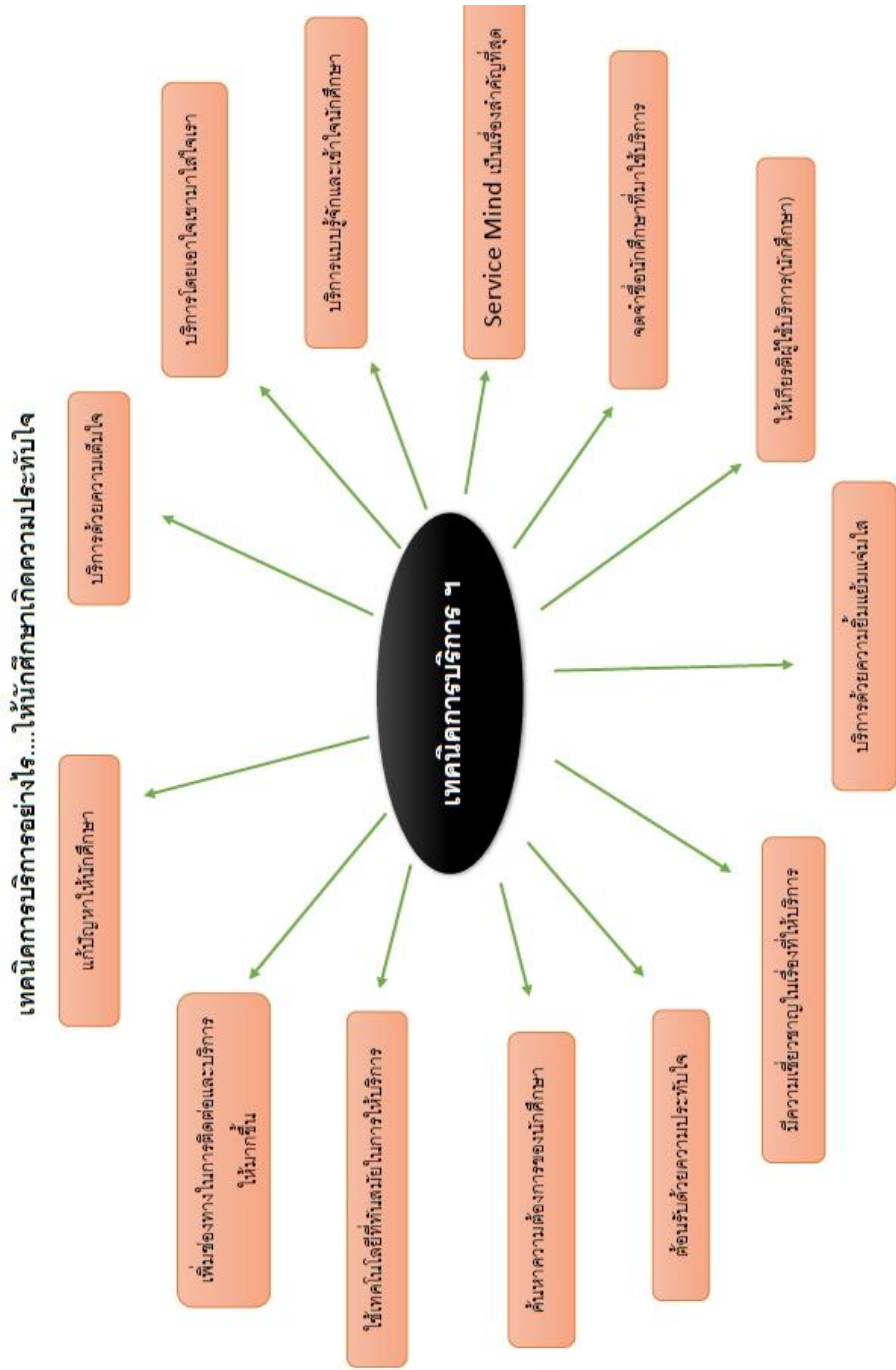 เทคนิคการบริการอย่างไร....ให้นักศึกษาเกิดความประทับใจ
แก้ปัญหาให้นักศึกษา
บริการด้วยความเต็มใจ
เพิ่มช่องทางในการติดต่อและบริการ
ให้มากขึ้น
บริการโดยเอาใจเขามาใส่ใจเรา
ใช้เทคโนโลยีที่ทันสมัยในการให้บริการ
บริการแบบรู้จักและเข้าใจนักศึกษา
เทคนิคการบริการ ฯ
ค้นหาความต้องการของนักศึกษา
Service Mind เป็นเรื่องสำคัญที่สุด
ต้อนรับด้วยความประทับใจ
จดจำชื่อนักศึกษาที่มาใช้บริการ
มีความเชี่ยวชาญในเรื่องที่ให้บริการ
ให้เกียรติผู้ใช้บริการ(นักศึกษา)
บริการด้วยความยิ้มแย้มแจ่มใส